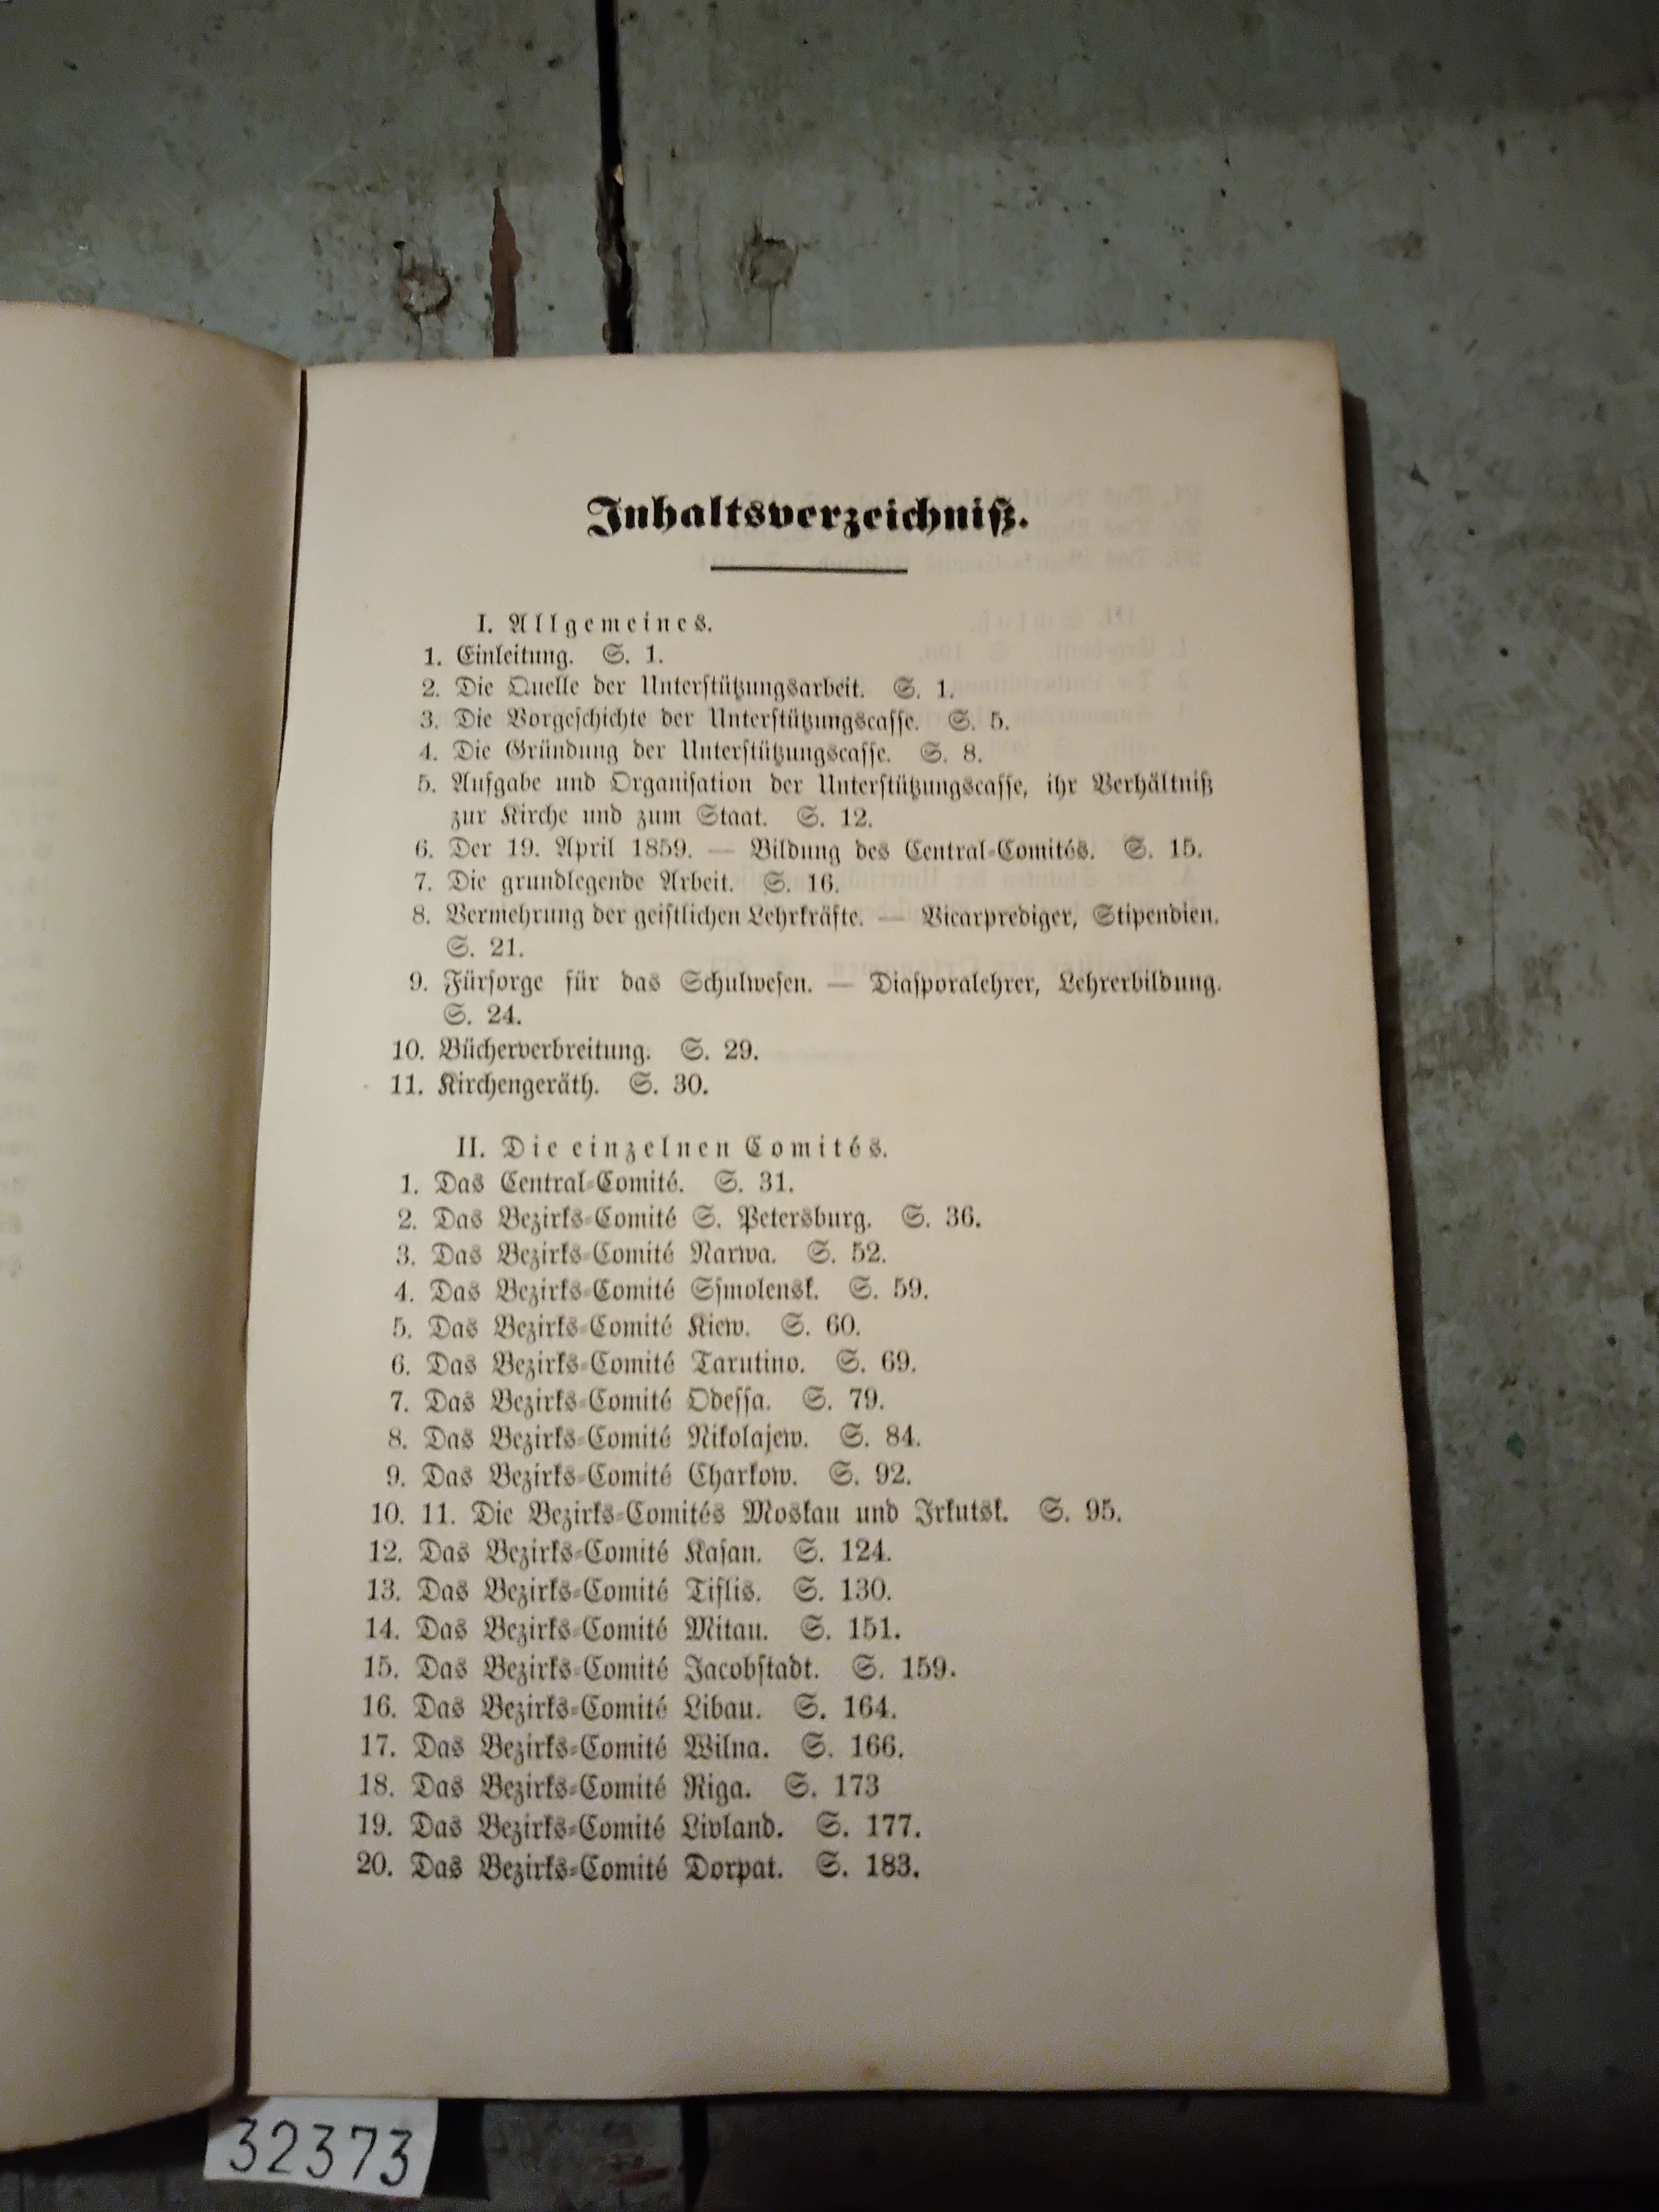 Inhaltsverzeichniß.
I. Allgemeines.
1. Einleitung. S. 1.
2. Die Quelle der Unterstützungsarbeit. S. 1.
3. Die Vorgeschichte der Unterstützungscasse. S. 5.
4. Die Gründung der Unterstützungscasse. S. 8.
5. Aufgabe und Organisation der Unterstützungscasse, ihr Verhältniß
zur Kirche und zum Staat. S. 12.
6. Der 19. April 1859. — Bildung des Central-Comités. S. 15.
7. Die grundlegende Arbeit. S. 16.
8. Vermehrung der geistlichen Lehrkräfte. — Vicarprediger, Stipendien.
S. 21.
9. Fürsorge für das Schulwesen. — Diasporalehrer, Lehrerbildung.
S. 24.
10. Bücherverbreitung. S. 29.
11. Kirchengeräth. S. 30.
II. Die einzelnen Comités.
1. Das Central-Comité. S. 31.
2. Das Bezirks-Comité S. Petersburg. S. 36.
3. Das Bezirks-Comité Narwa. S. 52.
4. Das Bezirks-Comité Ssmolensk. S. 59.
5. Das Bezirks-Comité Kiew. S. 60.
6. Das Bezirks-Comité Tarutino. S. 69.
7. Das Bezirks-Comité Odessa. S. 79.
8. Das Bezirks-Comité Nikolajew. S. 84.
9. Das Bezirks-Comité Charkow. S. 92.
10. 11. Die Bezirks-Comités Moskau und Irkutsk. S. 95.
12. Das Bezirks-Comité Kasan. S. 124.
13. Das Bezirks-Comité Tiflis. S. 130.
14. Das Bezirks-Comité Mitau. S. 151.
15. Das Bezirks-Comité Jacobstadt. S. 159.
16. Das Bezirks-Comité Libau. S. 164.
17. Das Bezirks-Comité Wilna. S. 166.
18. Das Bezirks-Comité Riga. S. 173
19. Das Bezirks-Comité Livland. S. 177.
20. Das Bezirks-Comité Dorpat. S. 183.
32373